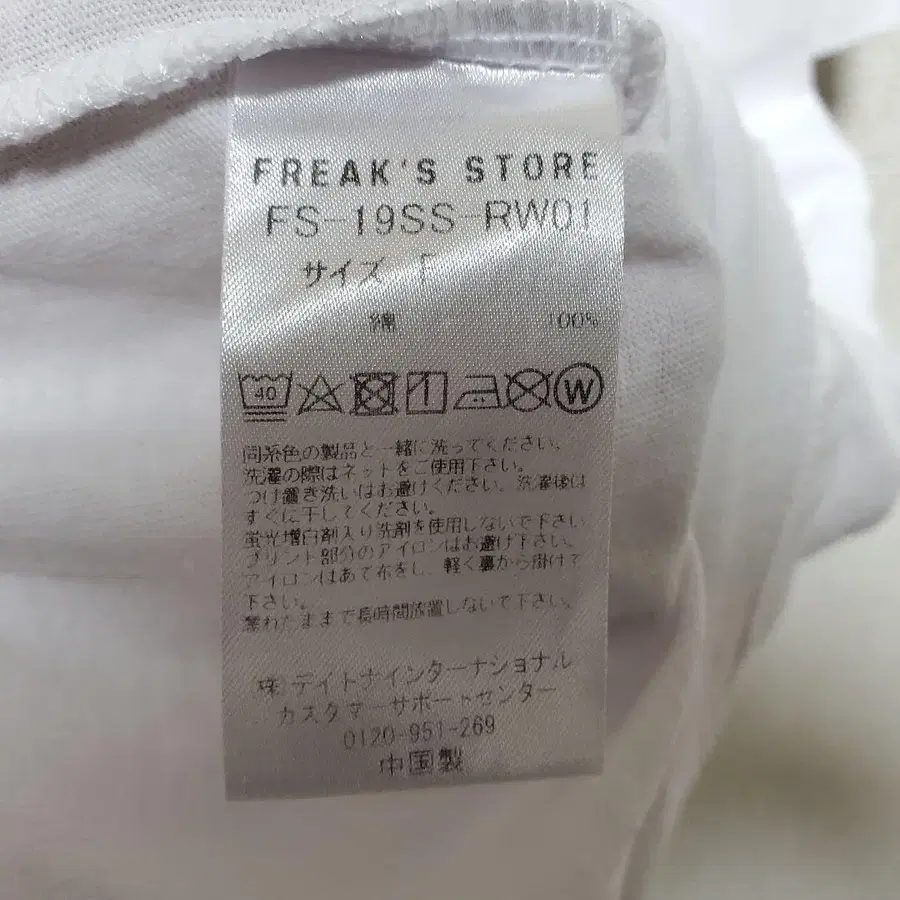 FREAK'S STORE
FS-19SS-RW01
サイズ F
綿 100%
40 W
同系色の製品と一緒に洗ってください。
洗濯の際はネットをご使用下さい。
つけ置き洗いはお避けください。洗濯後は
すぐに干してください。
蛍光増白剤入り洗剤を使用しないで下さい
プリント部分のアイロンはお避け下さい。
アイロンはあて布をし、軽く裏から掛けて
下さい。
濡れたままで長時間放置しないで下さい。
㈱デイトナインターナショナル
カスタマーサポートセンター
0120-951-269
中国製